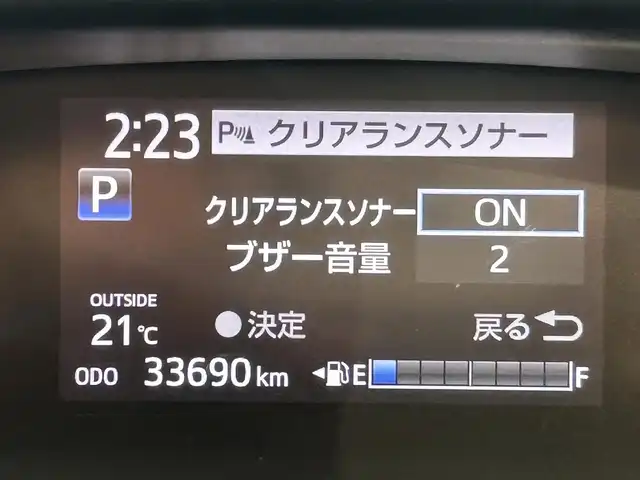 2:23 P クリアランスソナー
P
クリアランスソナー ON
ブザー音量 2
OUTSIDE
21℃ ●決定 戻る
ODO 33690 km E F